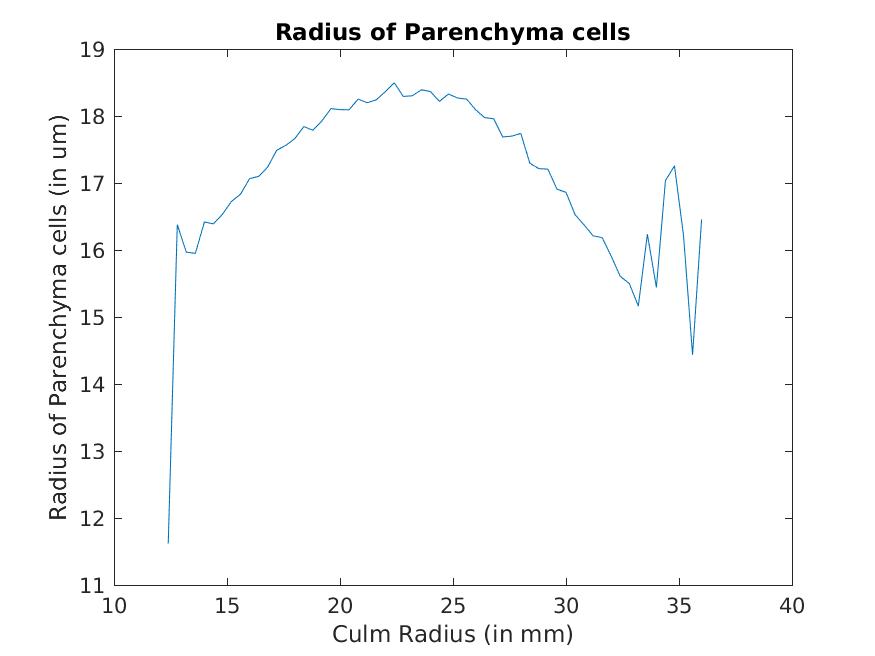 Radius of Parenchyma cells
19
18
17
16
15
14
13
12
11
Radius of Parenchyma cells (in um)
10 15 20 25 30 35 40
Culm Radius (in mm)